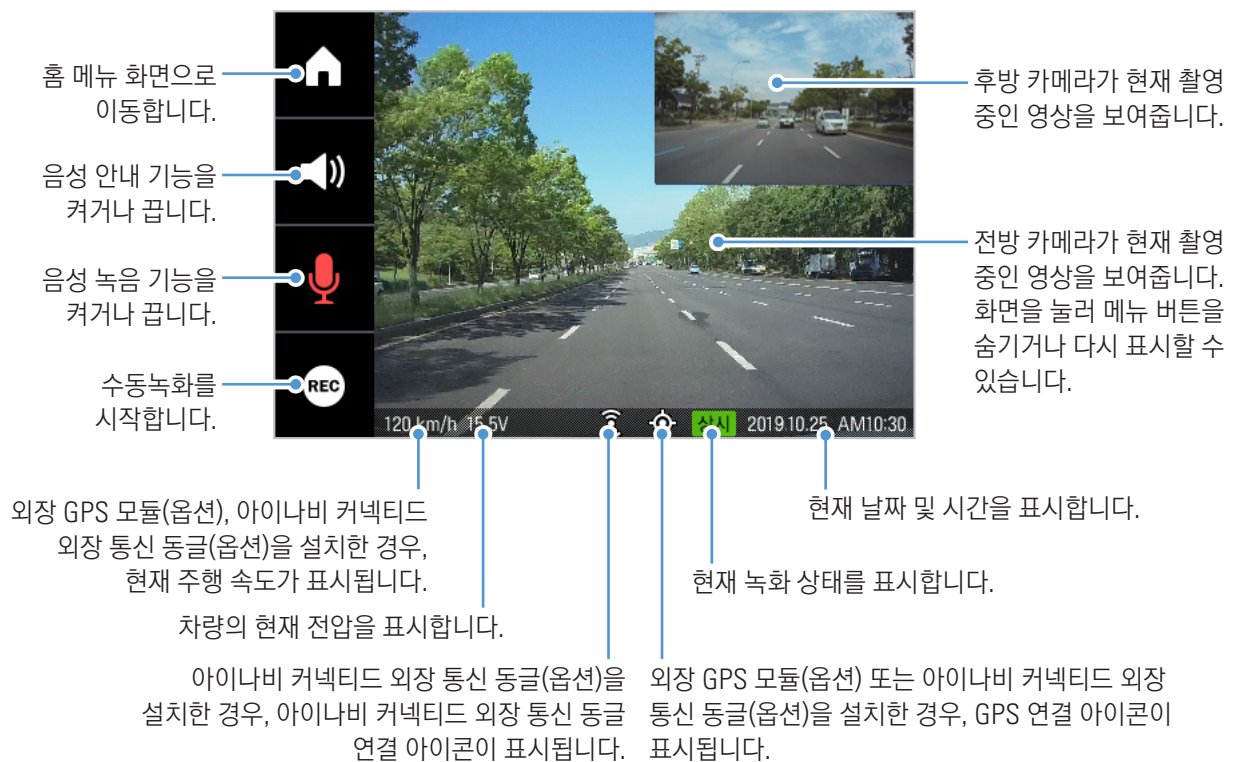 홈 메뉴 화면으로
이동합니다.
음성 안내 기능을
켜거나 끕니다.
음성 녹음 기능을
켜거나 끕니다.
수동녹화를
시작합니다.
REC
후방 카메라가 현재 촬영
중인 영상을 보여줍니다.
전방 카메라가 현재 촬영
중인 영상을 보여줍니다.
화면을 눌러 메뉴 버튼을
숨기거나 다시 표시할 수
있습니다.
120 km/h 15.5V 상시 2019.10.25 AM10:30
외장 GPS 모듈(옵션), 아이나비 커넥티드
외장 통신 동글(옵션)을 설치한 경우,
현재 주행 속도가 표시됩니다.
현재 날짜 및 시간을 표시합니다.
현재 녹화 상태를 표시합니다.
차량의 현재 전압을 표시합니다.
아이나비 커넥티드 외장 통신 동글(옵션)을
설치한 경우, 아이나비 커넥티드 외장 통신 동글
연결 아이콘이 표시됩니다.
외장 GPS 모듈(옵션) 또는 아이나비 커넥티드 외장
통신 동글(옵션)을 설치한 경우, GPS 연결 아이콘이
표시됩니다.